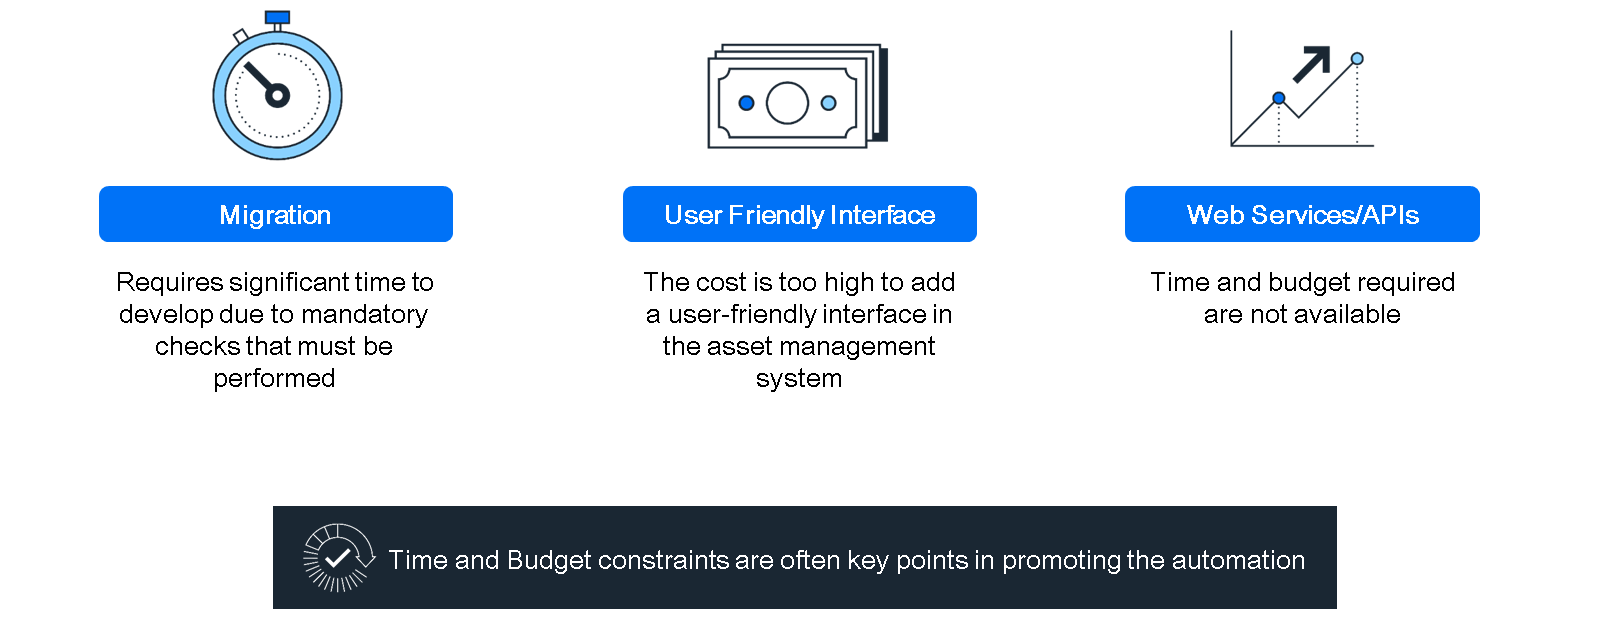 Migration
Requires significant time to
develop due to mandatory
checks that must be
performed
User Friendly Interface
The cost is too high to add
a user-friendly interface in
the asset management
system
Web Services/APIs
Time and budget required
are not available
Time and Budget constraints are often key points in promoting the automation